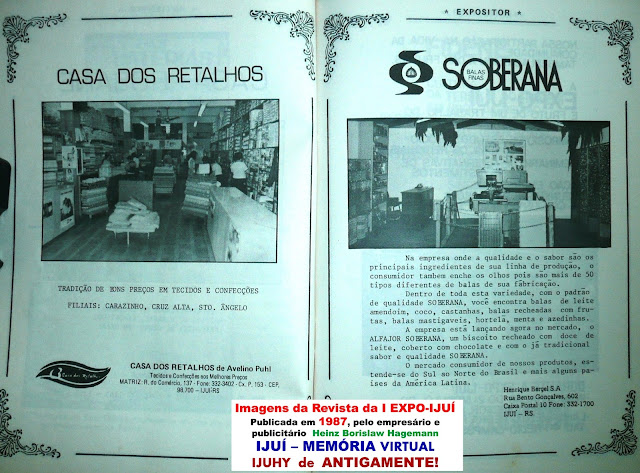 CASA DOS RETALHOS
TRADIÇÃO DE BONS PREÇOS EM TECIDOS E CONFECÇÕES
FILIAIS: CARAZINHO, CRUZ ALTA, STO. ÂNGELO
Casa dos Retalhos
CASA DOS RETALHOS de Avelino Puhl
Tecidos e Confecções aos Melhores Preços
MATRIZ: R. do Comércio, 137 - Fone: 332-3402 - Cx. P. 153 - CEP.
98.700 - IJUÍ-RS
* EXPOSITOR *
SOBERANA
BALAS
FINAS
Na empresa onde a qualidade e o sabor são os
principais ingredientes de sua linha de produção, o
consumidor tambem enche os olhos pois são mais de 50
tipos diferentes de balas de sua fabricação.
Dentro de toda esta variedade, com o padrão
de qualidade SOBERANA, você encontra balas de leite
amendoim, coco, castanhas, balas recheadas com fru-
tas, balas mastigaveis, hortelã, menta e azedinhas.
A empresa está lançando agora no mercado, o
ALFAJOR SOBERANA, um biscoito recheado com doce de
leite, coberto com chocolate e com o já tradicional
sabor e qualidade SOBERANA.
O mercado consumidor de nossos produtos, es-
tende-se do Sul ao Norte do Brasil e mais alguns pa-
ises da América Latina.
Henrique Bergel S.A
Rua Bento Gonçalves, 602
Caixa Postal 10 Fone: 332-1700
IJUÍ - RS
Imagens da Revista da I EXPO-IJUÍ
Publicada em 1987, pelo empresário e
publicitário Heinz Borislaw Hagemann
IJUÍ – MEMÓRIA VIRTUAL
IJUHY de ANTIGAMENTE!